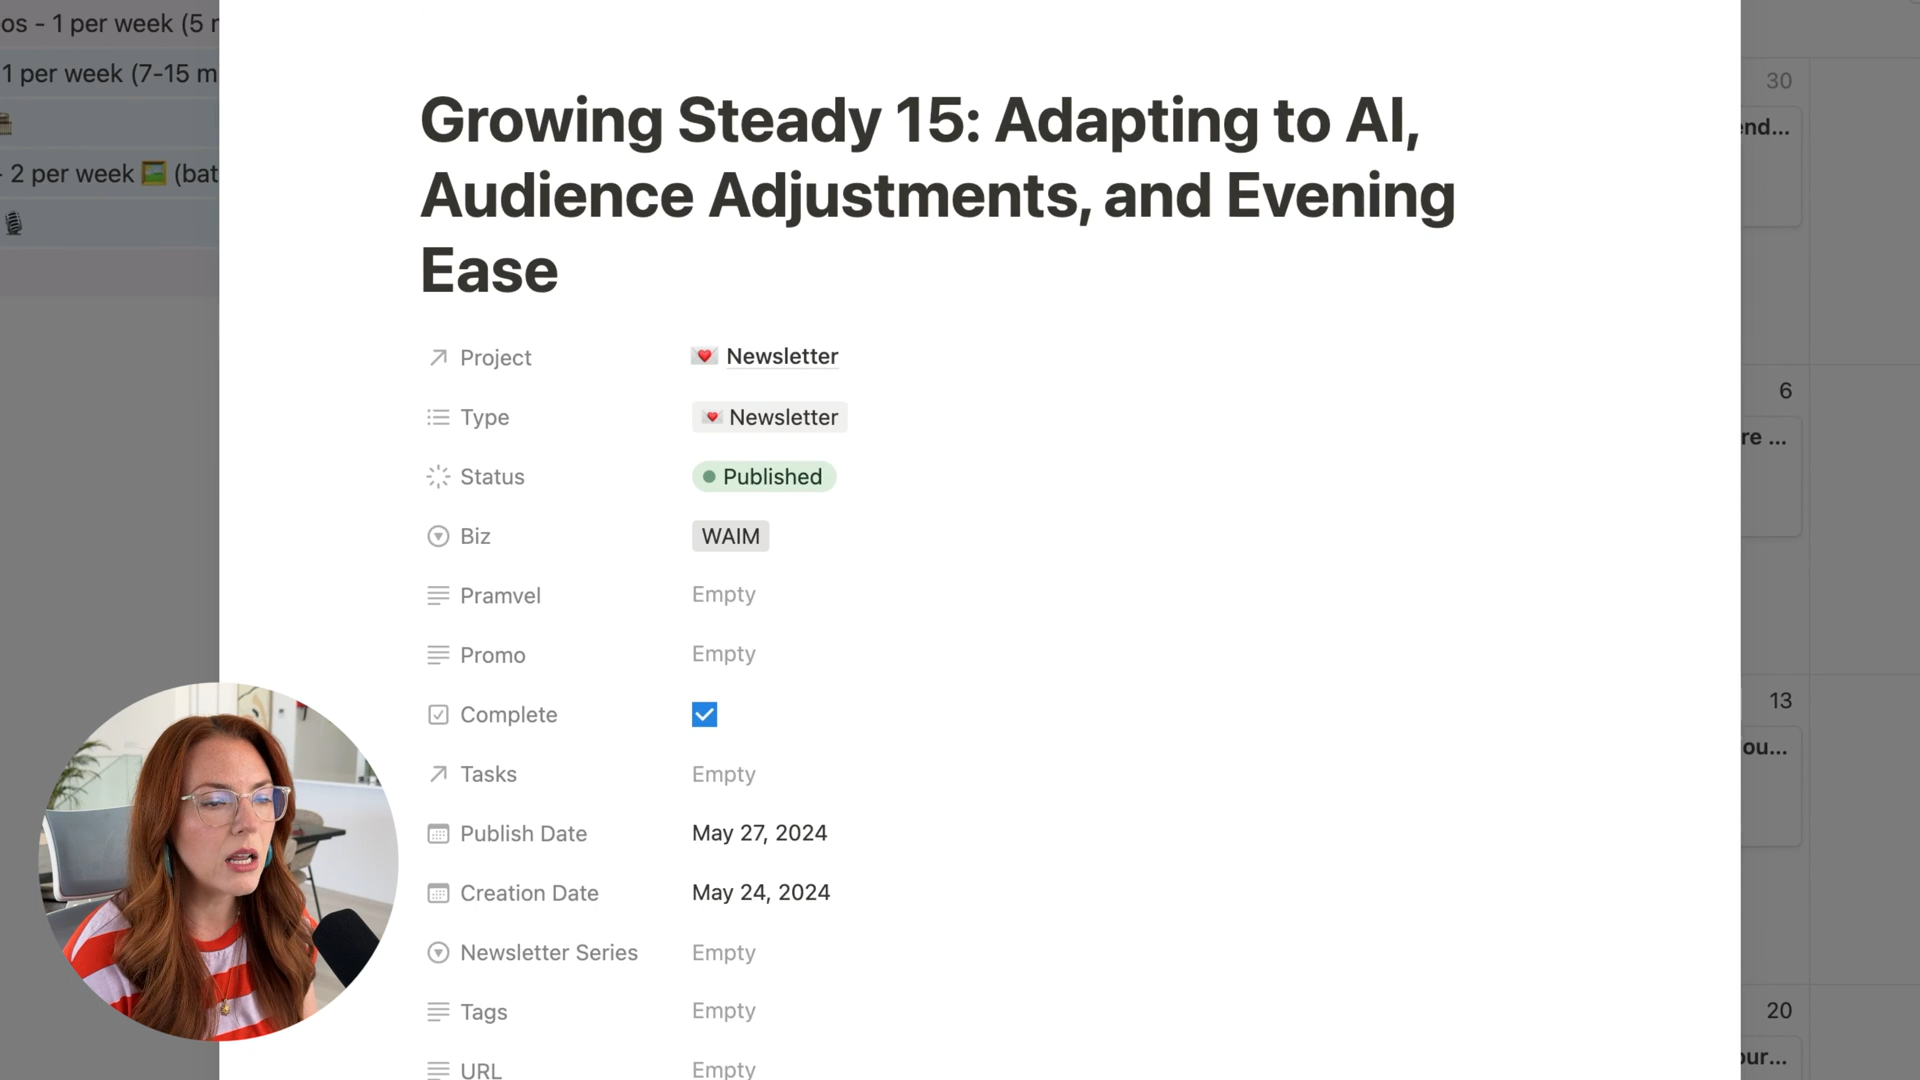 os - 1 per week (5 r
1 per week (7-15 m
- 2 per week 🖼️ (bat
🎙️
Growing Steady 15: Adapting to AI,
Audience Adjustments, and Evening
Ease
Project 💌 Newsletter
Type 💌 Newsletter
Status Published
Biz WAIM
Pramvel Empty
Promo Empty
Complete
Tasks Empty
Publish Date May 27, 2024
Creation Date May 24, 2024
Newsletter Series Empty
Tags Empty
URL Empty
30
end...
6
re ...
13
ou...
20
our...